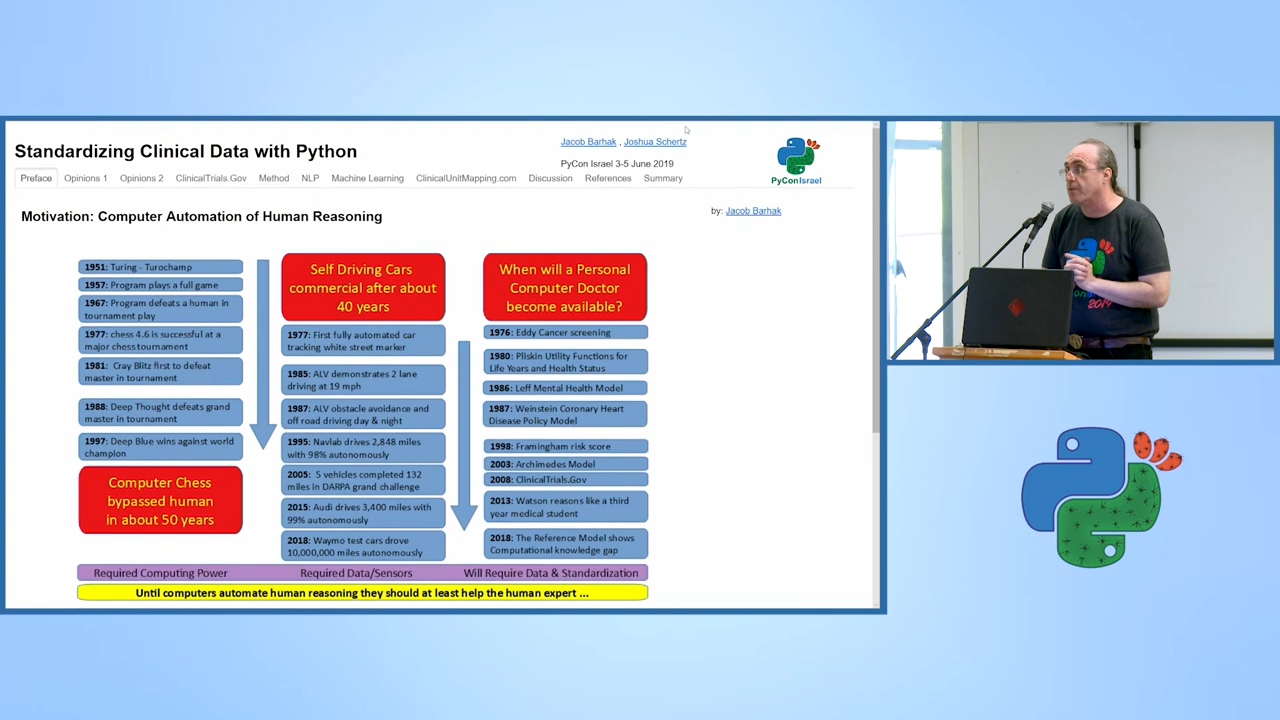 Standardizing Clinical Data with Python
Jacob Barhak , Joshua Schertz
PyCon Israel 3-5 June 2019
PyConIsrael
Preface Opinions 1 Opinions 2 ClinicalTrials.Gov Method NLP Machine Learning ClinicalUnitMapping.com Discussion References Summary
Motivation: Computer Automation of Human Reasoning
by: Jacob Barhak
1951: Turing - Turochamp
1957: Program plays a full game
1967: Program defeats a human in
tournament play
1977: chess 4.6 is successful at a
major chess tournament
1981: Cray Blitz first to defeat
master in tournament
1988: Deep Thought defeats grand
master in tournament
1997: Deep Blue wins against world
champion
Computer Chess
bypassed human
in about 50 years
Self Driving Cars
commercial after about
40 years
1977: First fully automated car
tracking white street marker
1985: ALV demonstrates 2 lane
driving at 19 mph
1987: ALV obstacle avoidance and
off road driving day & night
1995: Navlab drives 2,848 miles
with 98% autonomously
2005: 5 vehicles completed 132
miles in DARPA grand challenge
2015: Audi drives 3,400 miles with
99% autonomously
2018: Waymo test cars drove
10,000,000 miles autonomously
When will a Personal
Computer Doctor
become available?
1976: Eddy Cancer screening
1980: Pliskin Utility Functions for
Life Years and Health Status
1986: Leff Mental Health Model
1987: Weinstein Coronary Heart
Disease Policy Model
1998: Framingham risk score
2003: Archimedes Model
2008: ClinicalTrials.Gov
2013: Watson reasons like a third
year medical student
2018: The Reference Model shows
Computational knowledge gap
Required Computing Power Required Data/Sensors Will Require Data & Standardization
Until computers automate human reasoning they should at least help the human expert ...
2019